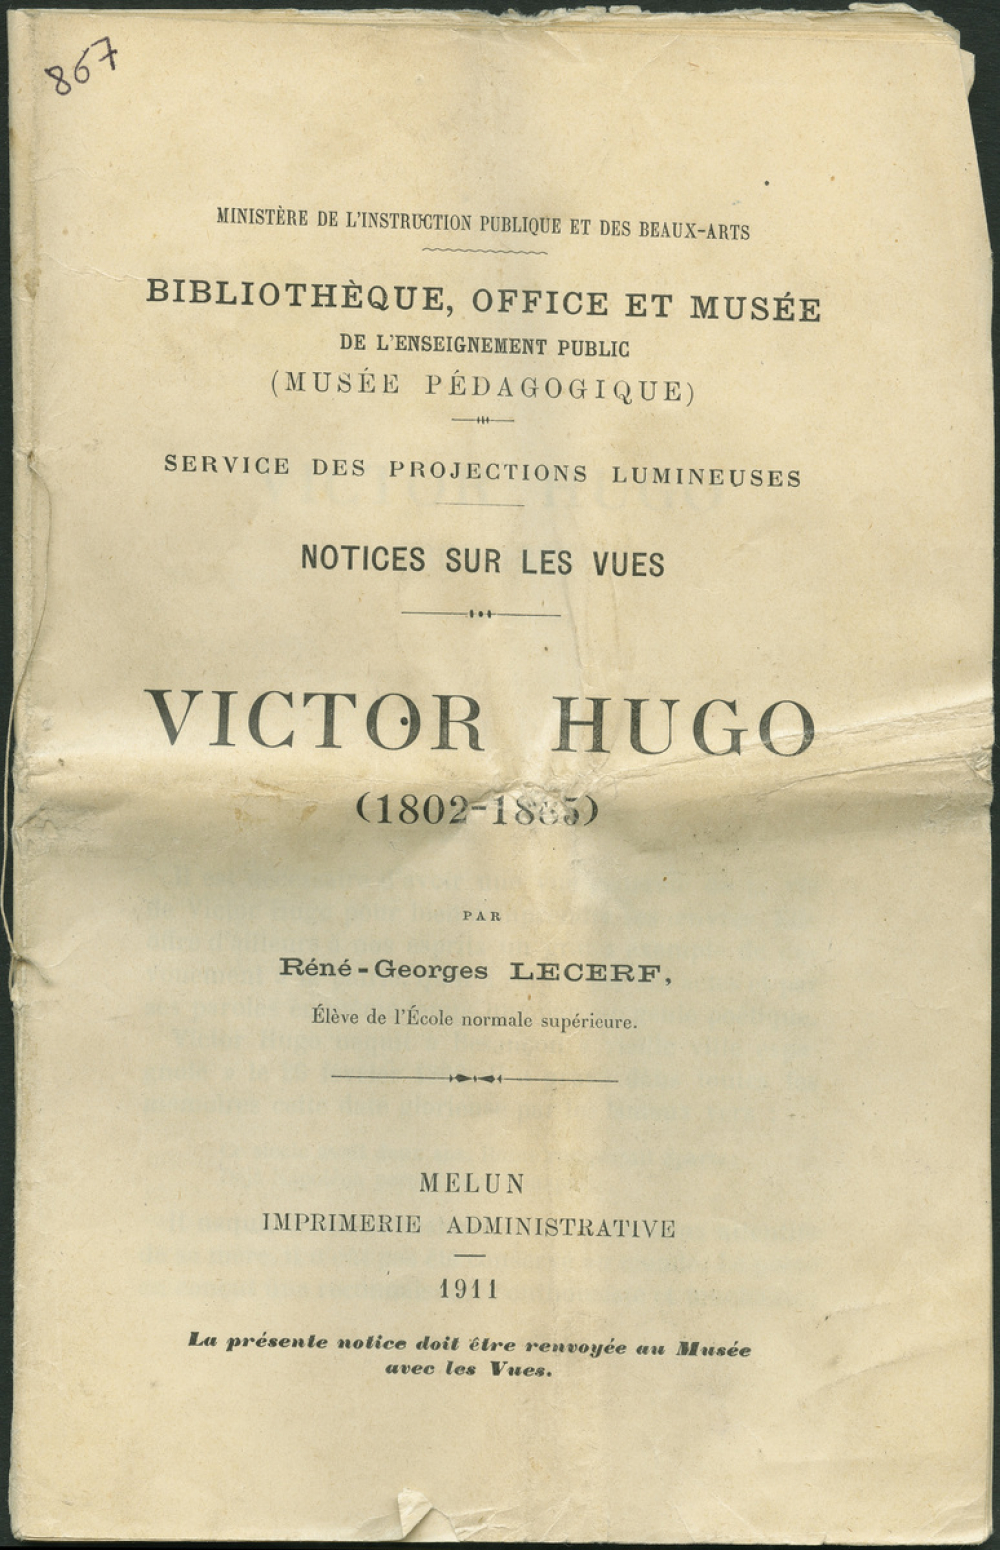 867
MINISTÈRE DE L'INSTRUCTION PUBLIQUE ET DES BEAUX-ARTS
BIBLIOTHÈQUE, OFFICE ET MUSÉE
DE L'ENSEIGNEMENT PUBLIC
(MUSÉE PÉDAGOGIQUE)
SERVICE DES PROJECTIONS LUMINEUSES
NOTICES SUR LES VUES
VICTOR HUGO
(1802-1885)
PAR
Réné-Georges LECERF,
Élève de l'École normale supérieure.
MELUN
IMPRIMERIE ADMINISTRATIVE
1911
La présente notice doit être renvoyée au Musée
avec les Vues.